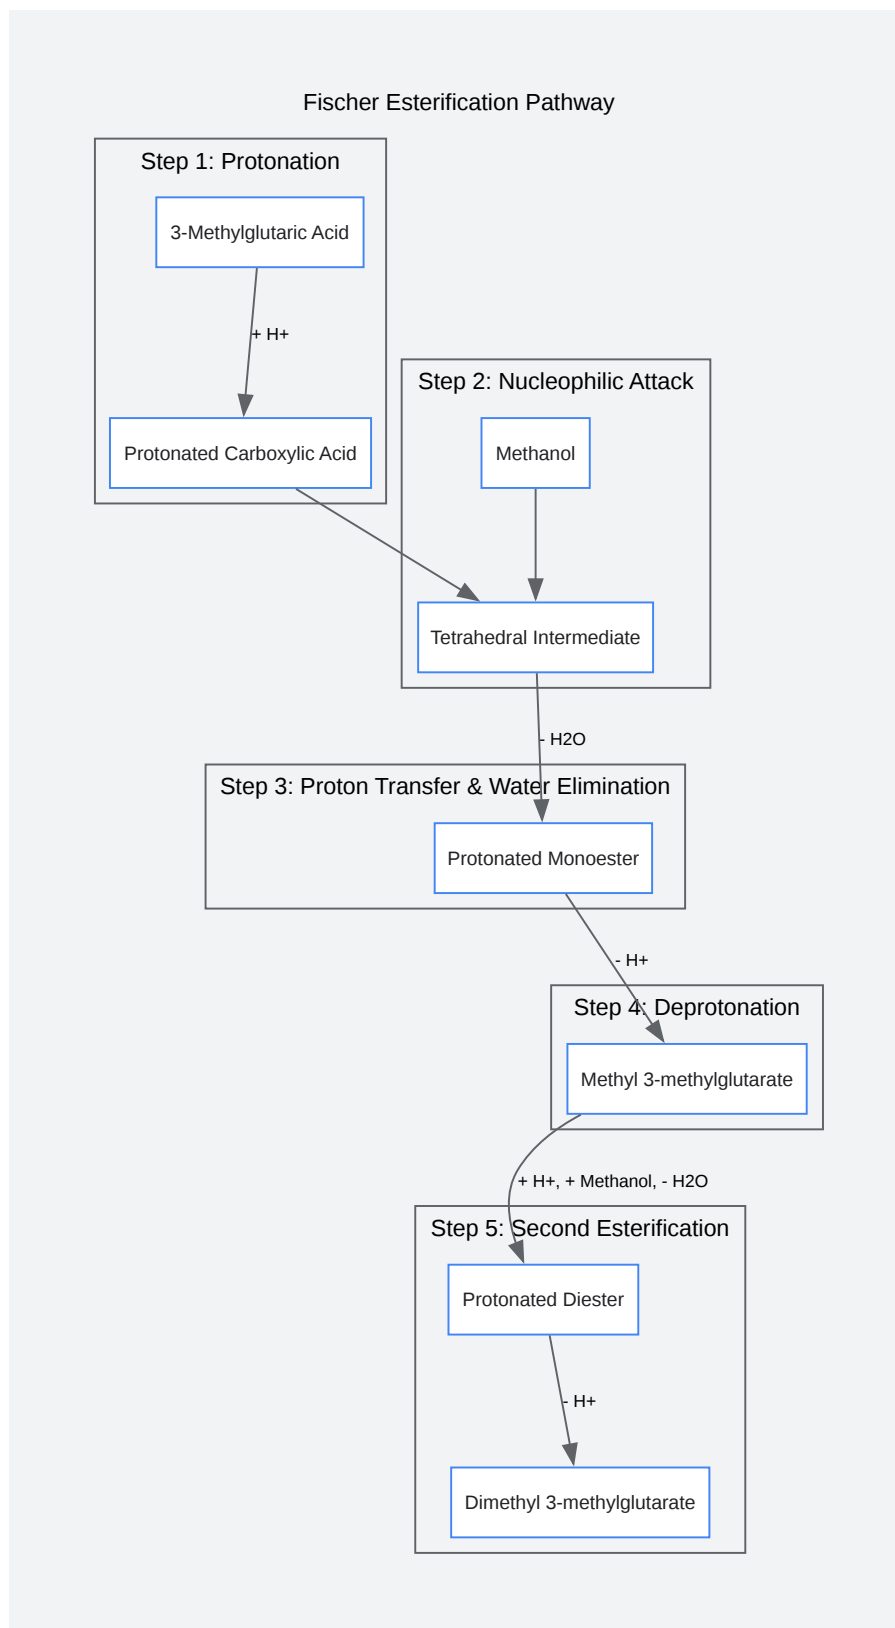 Fischer Esterification Pathway
Step 1: Protonation
3-Methylglutaric Acid
+ H+
Protonated Carboxylic Acid
Step 2: Nucleophilic Attack
Methanol
Tetrahedral Intermediate
- H2O
Step 3: Proton Transfer & Water Elimination
Protonated Monoester
- H+
Step 4: Deprotonation
Methyl 3-methylglutarate
+ H+, + Methanol, - H2O
Step 5: Second Esterification
Protonated Diester
- H+
Dimethyl 3-methylglutarate